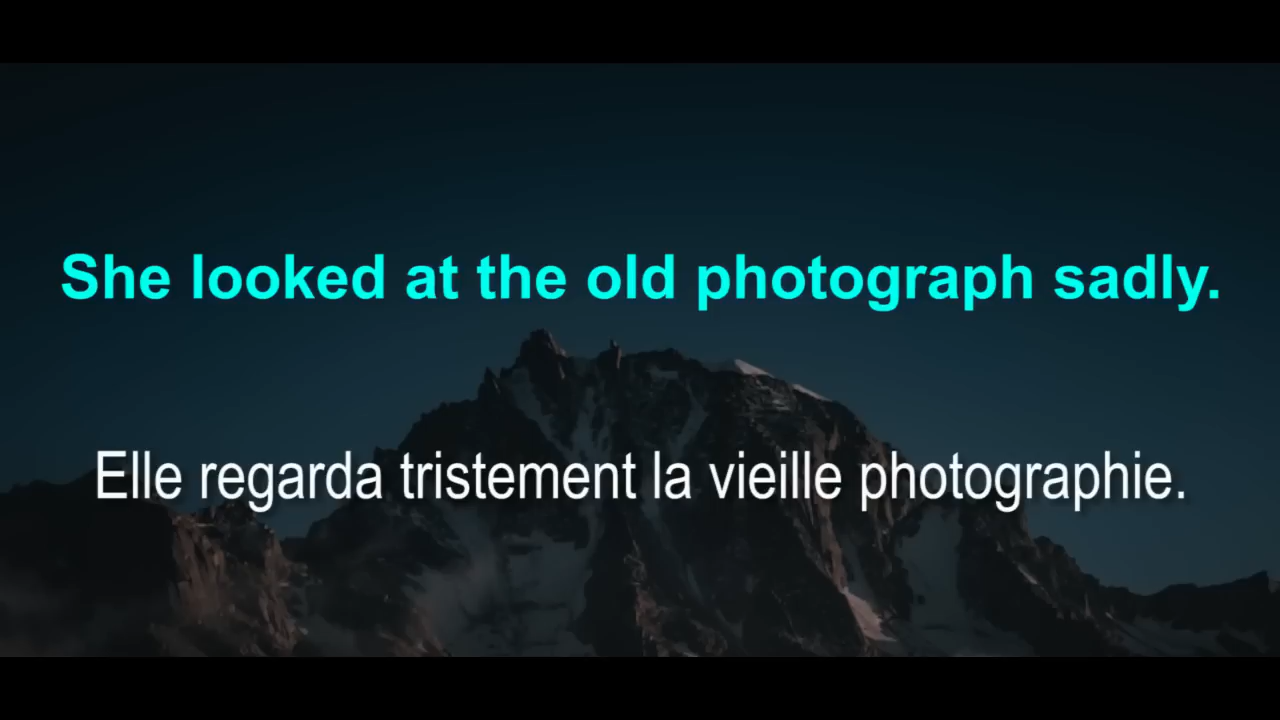 She looked at the old photograph sadly.
Elle regarda tristement la vieille photographie.